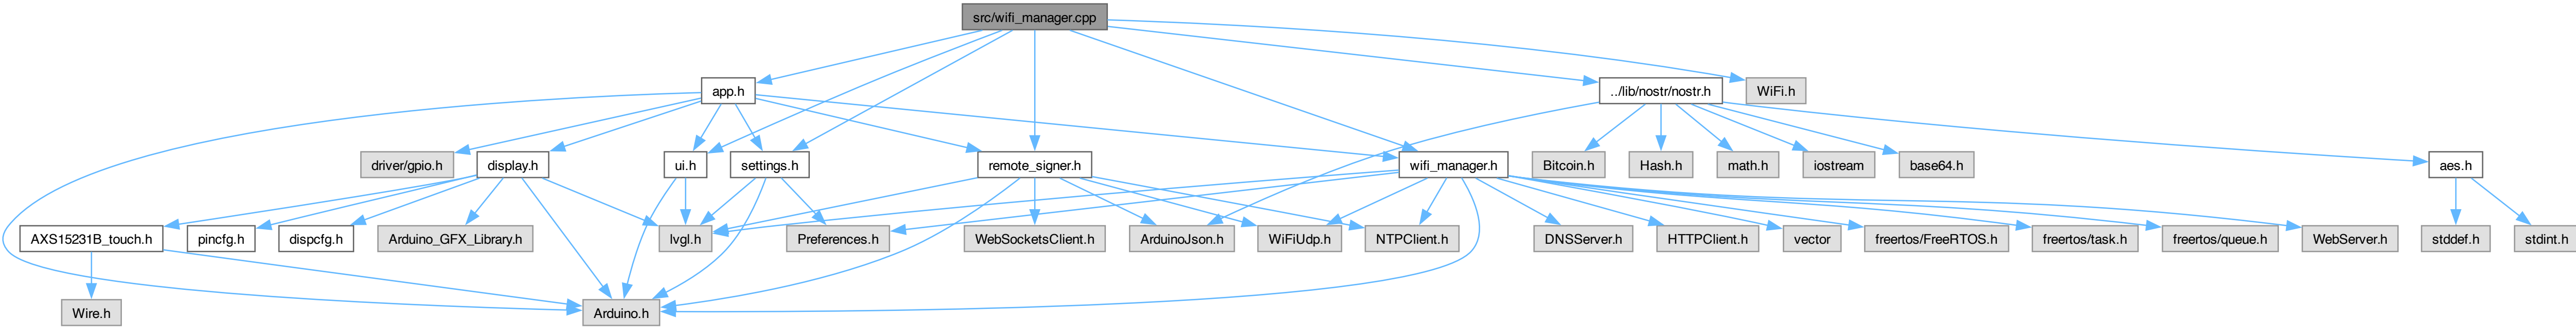 src/wifi_manager.cpp
app.h
../lib/nostr/nostr.h
WiFi.h
driver/gpio.h
display.h
ui.h
settings.h
remote_signer.h
wifi_manager.h
Bitcoin.h
Hash.h
math.h
iostream
base64.h
aes.h
AXS15231B_touch.h
pincfg.h
dispcfg.h
Arduino_GFX_Library.h
lvgl.h
Preferences.h
WebSocketsClient.h
ArduinoJson.h
WiFiUdp.h
NTPClient.h
DNSServer.h
HTTPClient.h
vector
freertos/FreeRTOS.h
freertos/task.h
freertos/queue.h
WebServer.h
stddef.h
stdint.h
Wire.h
Arduino.h